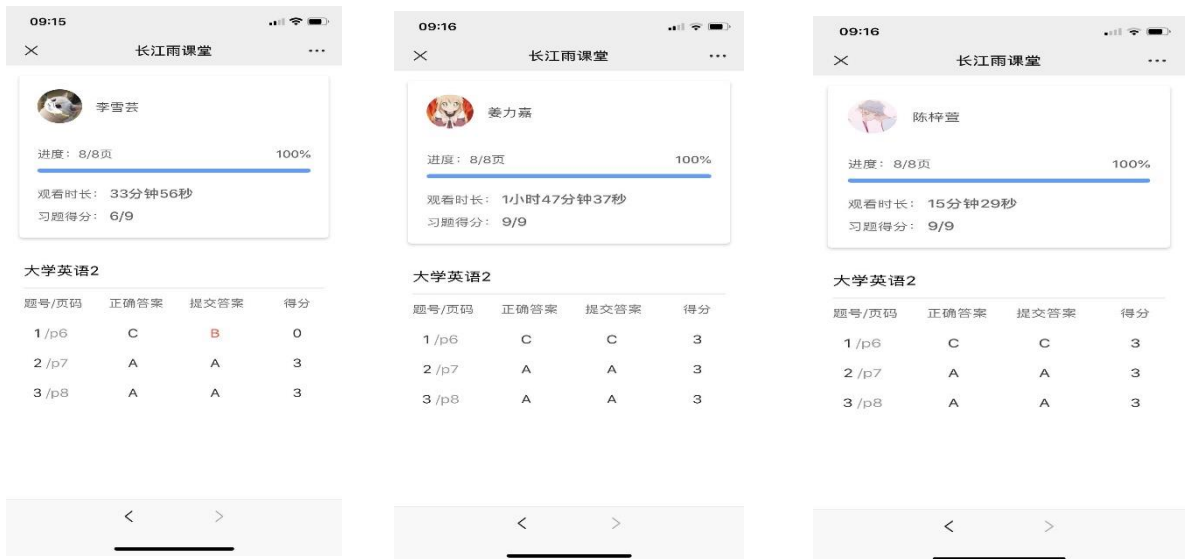 09:15
长江雨课堂
李雪芸
进度：8/8页 100%
观看时长：33分钟56秒
习题得分：6/9
大学英语2
题号/页码 正确答案 提交答案 得分
1 /p6 C B 0
2 /p7 A A 3
3 /p8 A A 3
09:16
长江雨课堂
姜力嘉
进度：8/8页 100%
观看时长：1小时47分钟37秒
习题得分：9/9
大学英语2
题号/页码 正确答案 提交答案 得分
1 /p6 C C 3
2 /p7 A A 3
3 /p8 A A 3
09:16
长江雨课堂
陈梓萱
进度：8/8页 100%
观看时长：15分钟29秒
习题得分：9/9
大学英语2
题号/页码 正确答案 提交答案 得分
1 /p6 C C 3
2 /p7 A A 3
3 /p8 A A 3